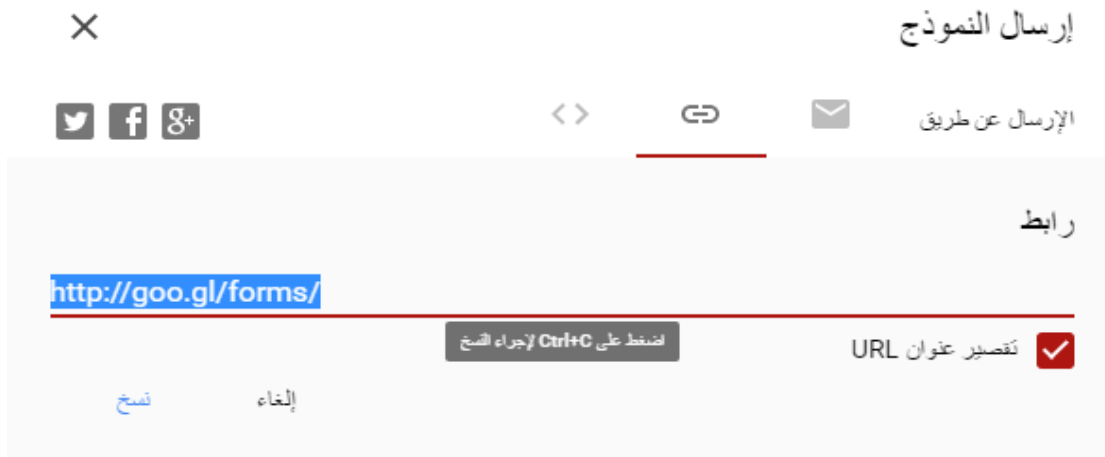 إرسال النموذج
الإرسال عن طريق
رابط
http://goo.gl/forms/
اضغط على Ctrl+C لإجراء النسخ
تقصير عنوان URL
إلغاء
نسخ